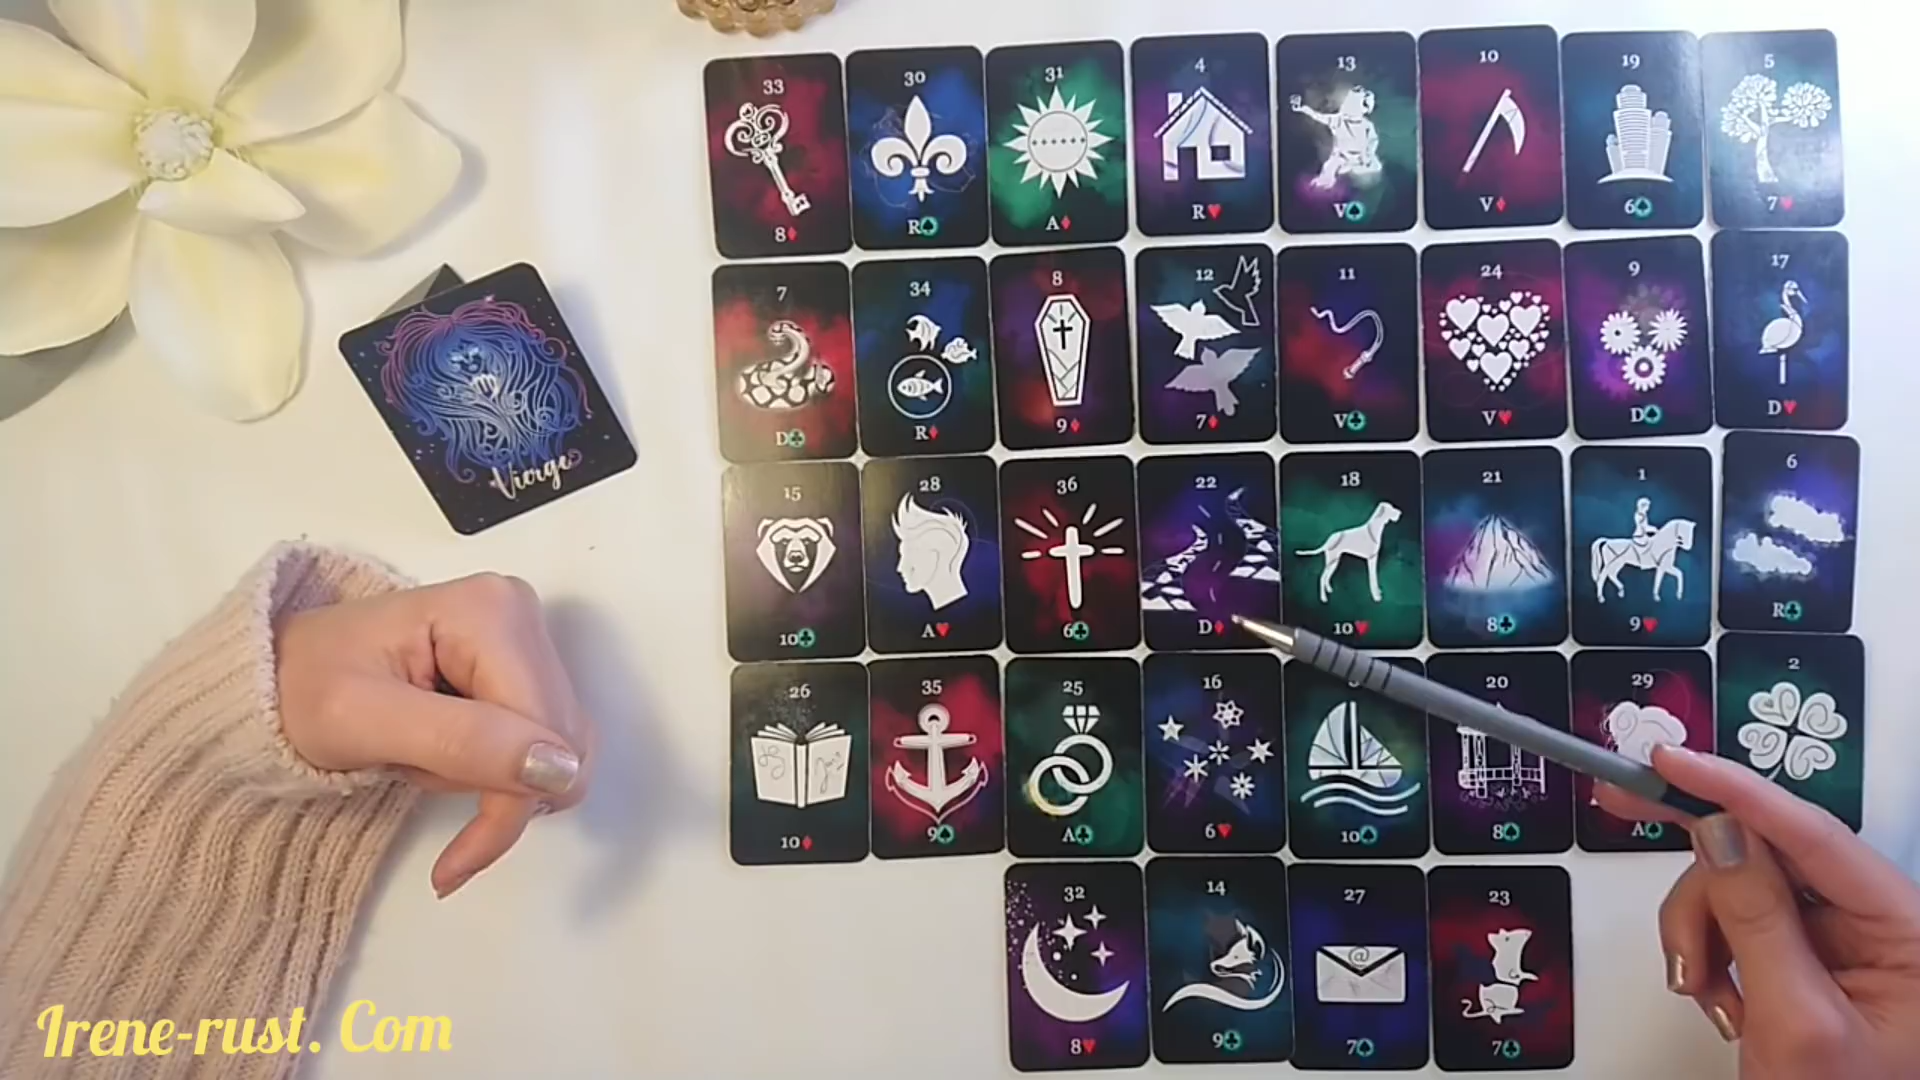 33 30 31 4 13 10 19 5
8♦ R♠ A♦ R♥ V♠ V♦ 6♠ 7♥
7 34 8 12 11 24 9 17
D♣ R♦ 9♦ 7♦ V♣ V♥ D♠ D♥
Vierge
15 28 36 22 18 21 1 6
10♣ A♥ 6♣ D♦ 10♥ 8♣ 9♥ R♣
26 35 25 16 20 29 2
10♦ 9♠ A♣ 6♥ 10♠ 8♠ A♠
32 14 27 23
@
8♥ 9♣ 7♠ 7♣
Irene-rust. Com